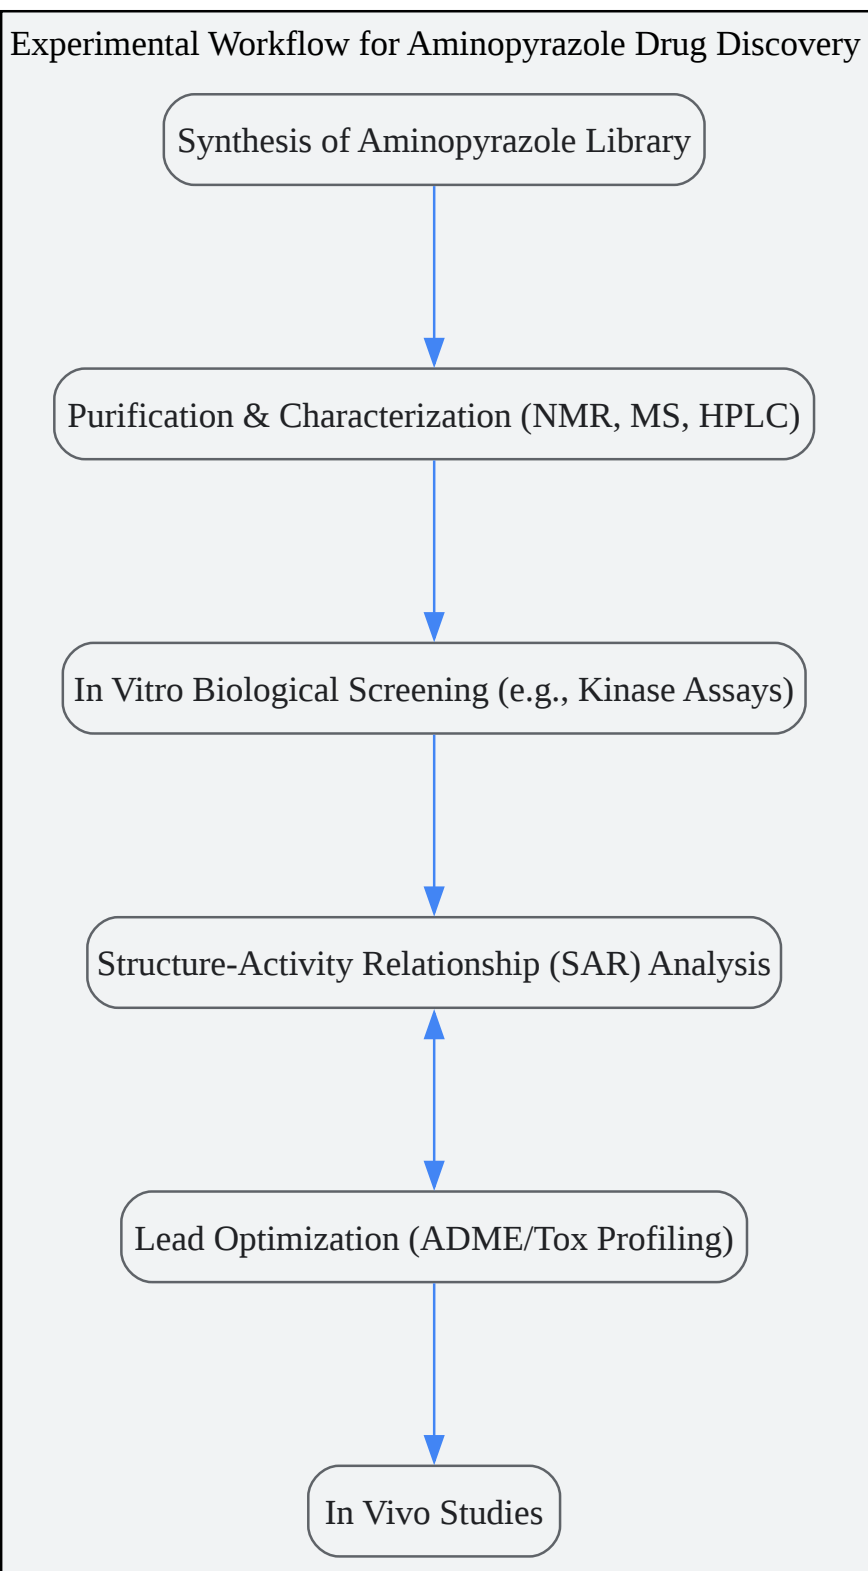 Experimental Workflow for Aminopyrazole Drug Discovery
Synthesis of Aminopyrazole Library
Purification & Characterization (NMR, MS, HPLC)
In Vitro Biological Screening (e.g., Kinase Assays)
Structure-Activity Relationship (SAR) Analysis
Lead Optimization (ADME/Tox Profiling)
In Vivo Studies